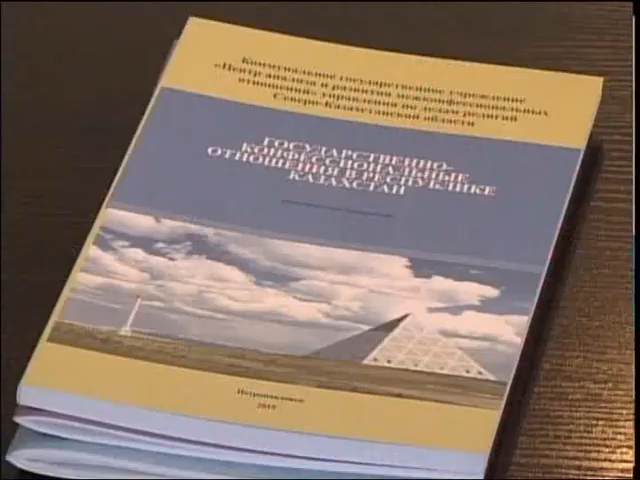 Коммунальное государственное учреждение
«Центр анализа и развития межконфессиональных
отношений» управления по делам религий
Северо-Казахстанской области
ГОСУДАРСТВЕННО-
КОНФЕССИОНАЛЬНЫЕ
ОТНОШЕНИЯ В РЕСПУБЛИКЕ
КАЗАХСТАН
Петропавловск